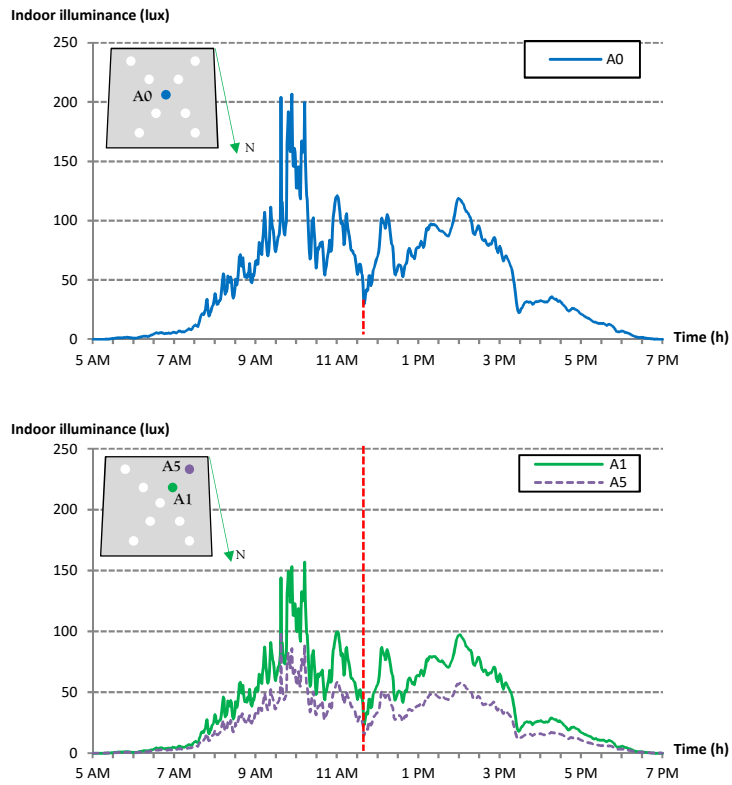 Indoor illuminance (lux)
250
200
150
100
50
0
A0
A0
N
5 AM 7 AM 9 AM 11 AM 1 PM 3 PM 5 PM 7 PM
Time (h)
Indoor illuminance (lux)
250
200
150
100
50
0
A5
A1
N
A1
A5
5 AM 7 AM 9 AM 11 AM 1 PM 3 PM 5 PM 7 PM
Time (h)